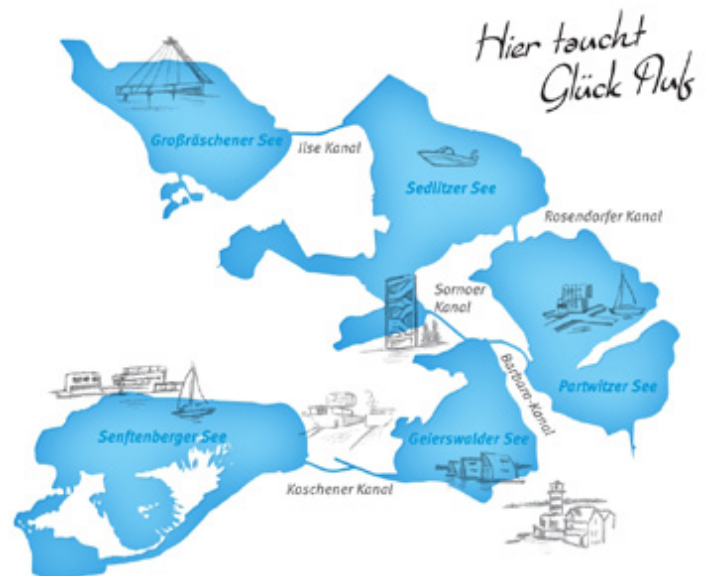 Hier taucht
Glück Auf
Großräschener See
Ilse Kanal
Sedlitzer See
Rosendorfer Kanal
Sornoer
Kanal
Barbara-Kanal
Partwitzer See
Senftenberger See
Geierswalder See
Koschener Kanal